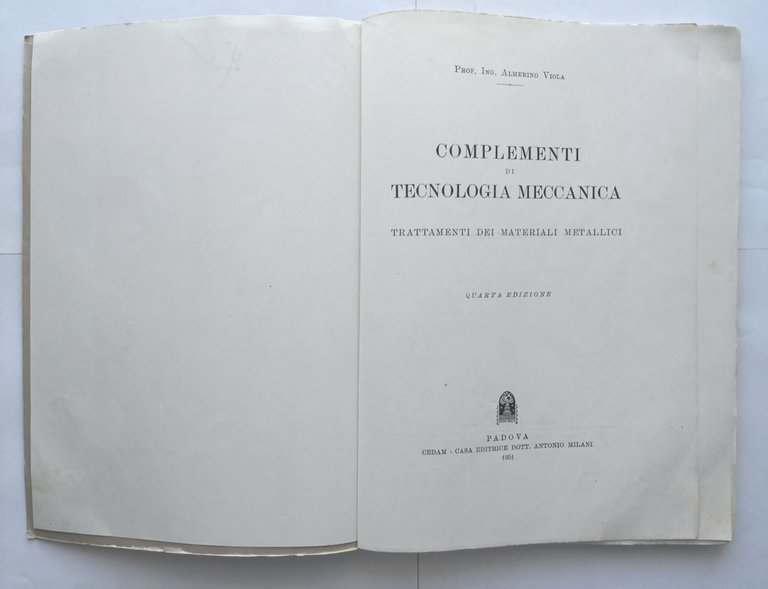 Prof. Ing. Almerino Viola
COMPLEMENTI
DI
TECNOLOGIA MECCANICA
TRATTAMENTI DEI MATERIALI METALLICI
QUARTA EDIZIONE
PADOVA
CEDAM - CASA EDITRICE DOTT. ANTONIO MILANI
1951